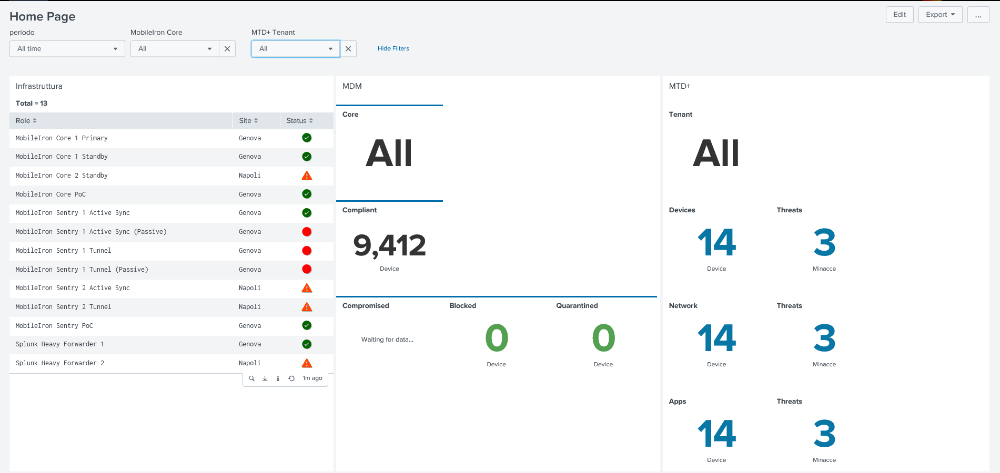 Home Page
Edit
Export
...
periodo
MobileIron Core
MTD+ Tenant
All time
All
All
Hide Filters
Infrastruttura
Total = 13
Role Site Status
MobileIron Core 1 Primary Genova
MobileIron Core 1 Standby Genova
MobileIron Core 2 Standby Napoli
MobileIron Core PoC Genova
MobileIron Sentry 1 Active Sync Genova
MobileIron Sentry 1 Active Sync (Passive) Genova
MobileIron Sentry 1 Tunnel Genova
MobileIron Sentry 1 Tunnel (Passive) Genova
MobileIron Sentry 2 Active Sync Napoli
MobileIron Sentry 2 Tunnel Napoli
MobileIron Sentry PoC Genova
Splunk Heavy Forwarder 1 Genova
Splunk Heavy Forwarder 2 Napoli
1m ago
MDM
Core
All
Compliant
9,412
Device
Compromised
Waiting for data...
Blocked
0
Device
Quarantined
0
Device
MTD+
Tenant
All
Devices
14
Device
Threats
3
Minacce
Network
14
Device
Threats
3
Minacce
Apps
14
Device
Threats
3
Minacce